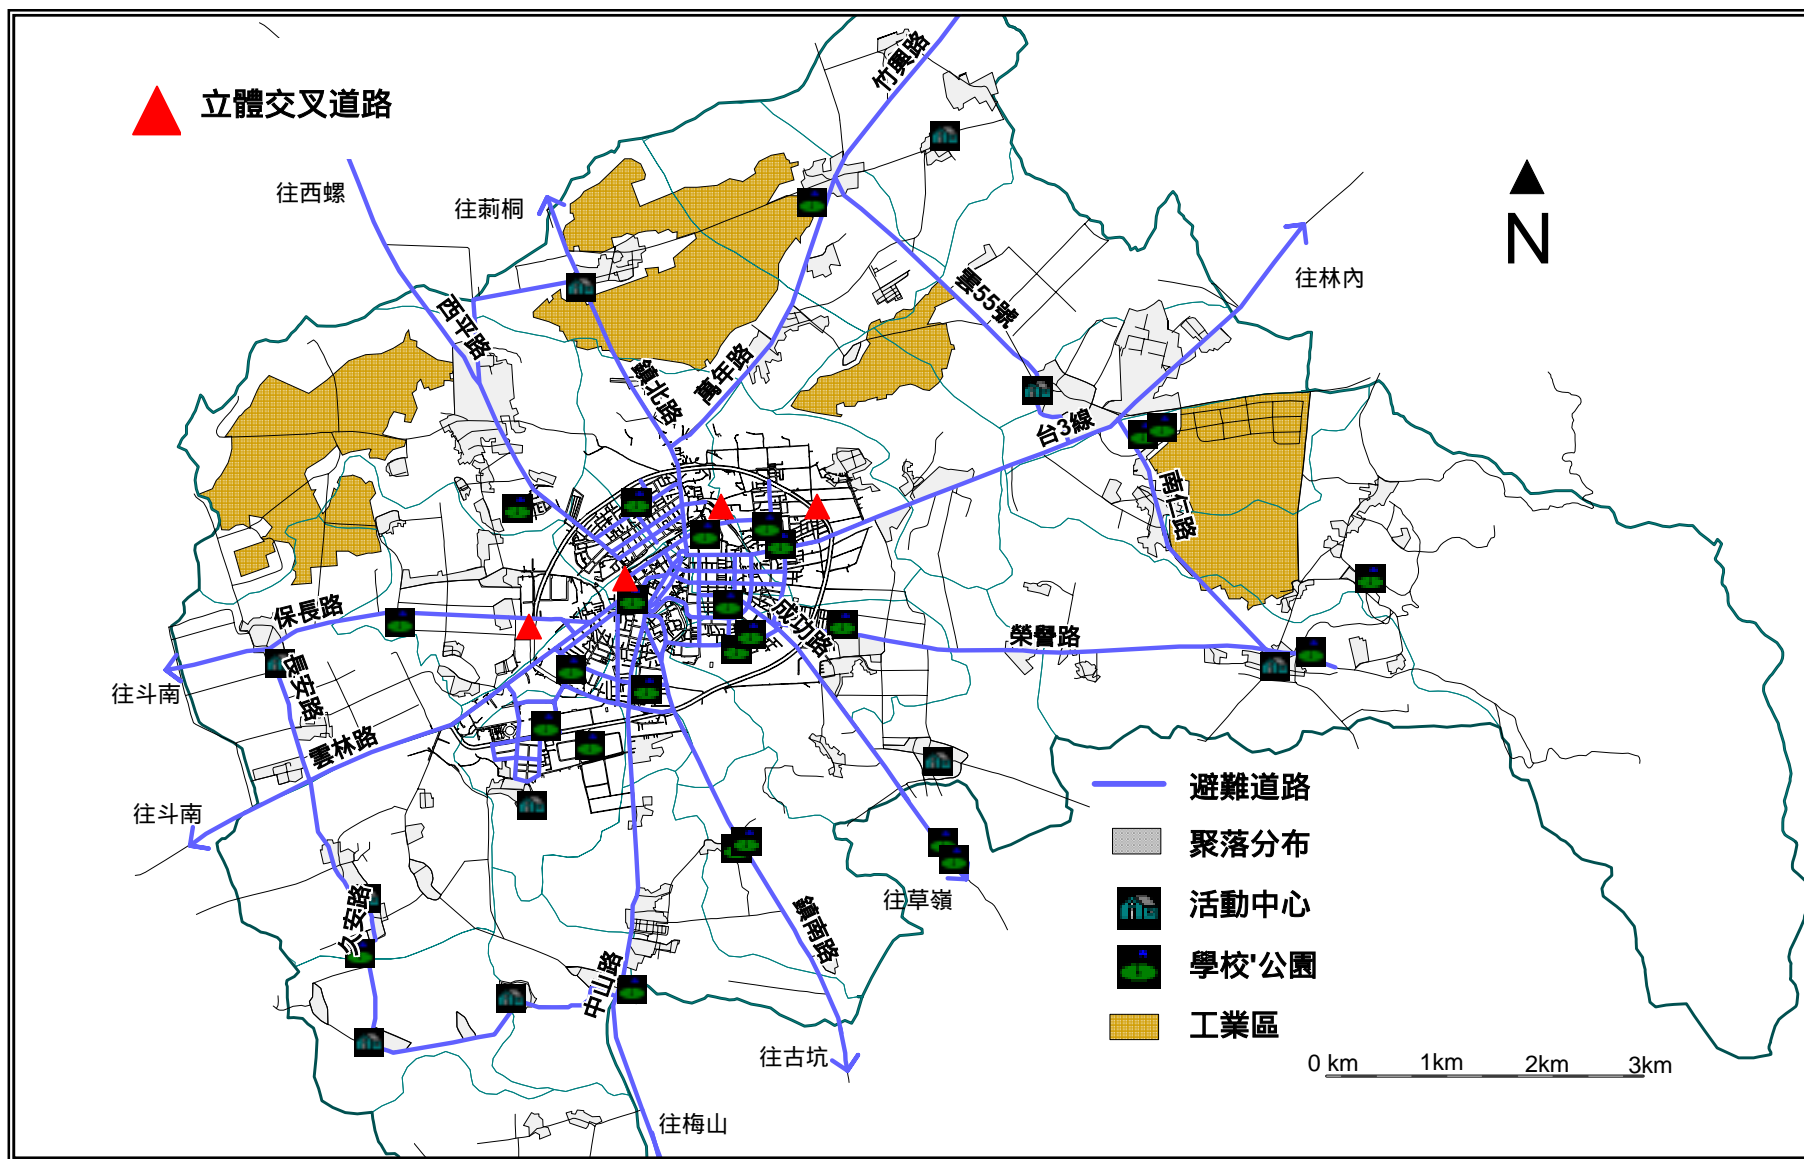 立體交叉道路
竹興路
往西螺
往莿桐
N
往林內
雲55號
西平路
鎮北路
萬年路
台3線
南仁路
保長路
成功路
榮譽路
往斗南
長安路
雲林路
往斗南
避難道路
聚落分布
活動中心
學校'公園
工業區
往草嶺
久安路
鎮南路
中山路
往古坑
往梅山
0 km 1km 2km 3km